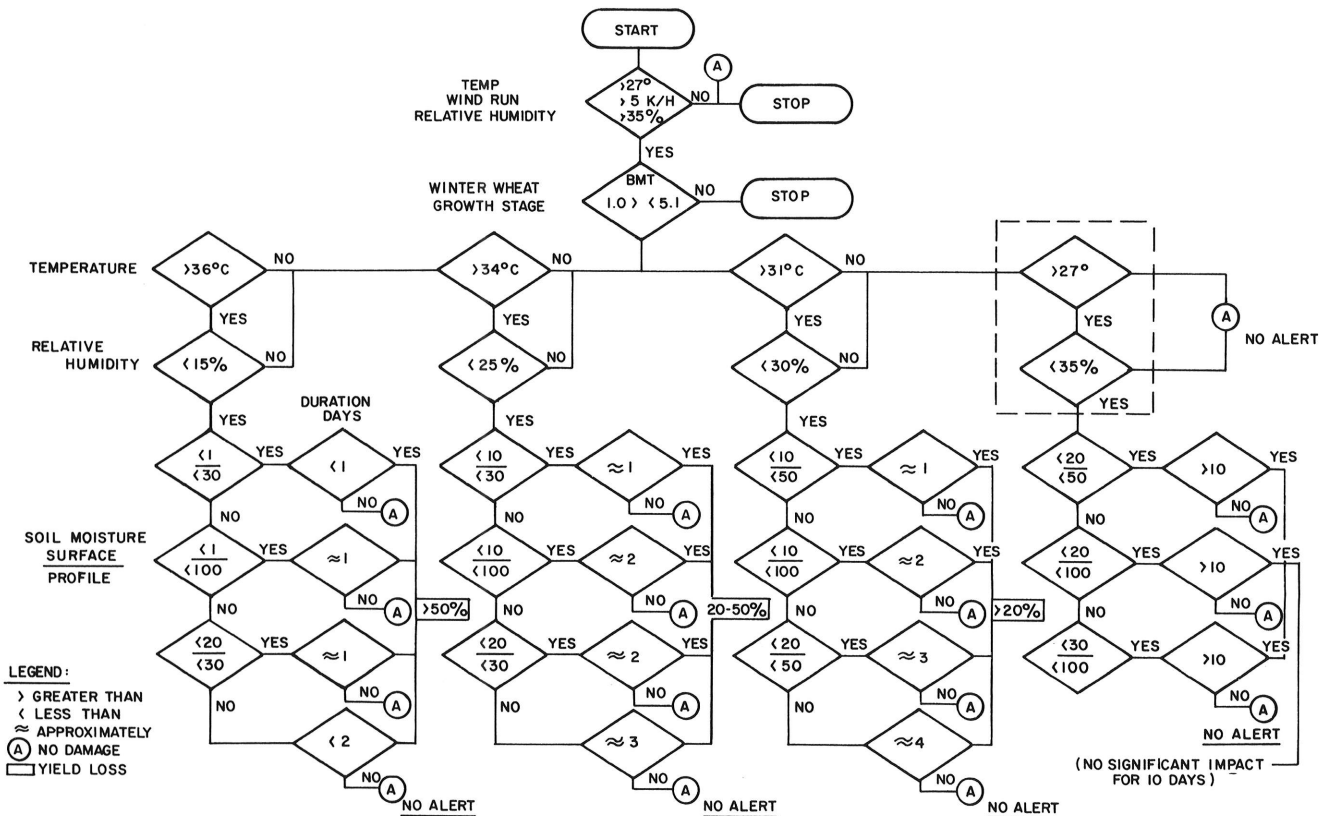 START
TEMP
WIND RUN
RELATIVE HUMIDITY
>27°
> 5 K/H
>35%
NO
A
STOP
YES
WINTER WHEAT
GROWTH STAGE
BMT
1.0 > < 5.1
NO
STOP
TEMPERATURE
>36°C
NO
>34°C
NO
>31°C
NO
>27°
YES
YES
YES
YES
A
NO ALERT
RELATIVE
HUMIDITY
<15%
NO
<25%
NO
<30%
NO
<35%
YES
YES
YES
YES
DURATION
DAYS
<1
<30
YES
<1
YES
NO
A
<10
<30
YES
≈1
YES
NO
A
<10
<50
YES
≈1
YES
NO
A
<20
<50
YES
>10
YES
NO
A
NO
NO
NO
NO
SOIL MOISTURE
SURFACE
PROFILE
<1
<100
YES
≈1
YES
NO
A
<10
<100
YES
≈2
YES
NO
A
<10
<100
YES
≈2
YES
NO
A
<20
<100
YES
>10
YES
NO
A
NO
NO
NO
NO
>50%
20-50%
>20%
<20
<30
YES
≈1
YES
NO
A
<20
<30
YES
≈2
YES
NO
A
<20
<50
YES
≈3
YES
NO
A
<30
<100
YES
>10
YES
NO
A
NO
NO
NO
<2
NO
A
NO ALERT
≈3
NO
A
NO ALERT
≈4
NO
A
NO ALERT
NO ALERT
(NO SIGNIFICANT IMPACT
FOR 10 DAYS)
LEGEND:
> GREATER THAN
< LESS THAN
≈ APPROXIMATELY
A NO DAMAGE
YIELD LOSS